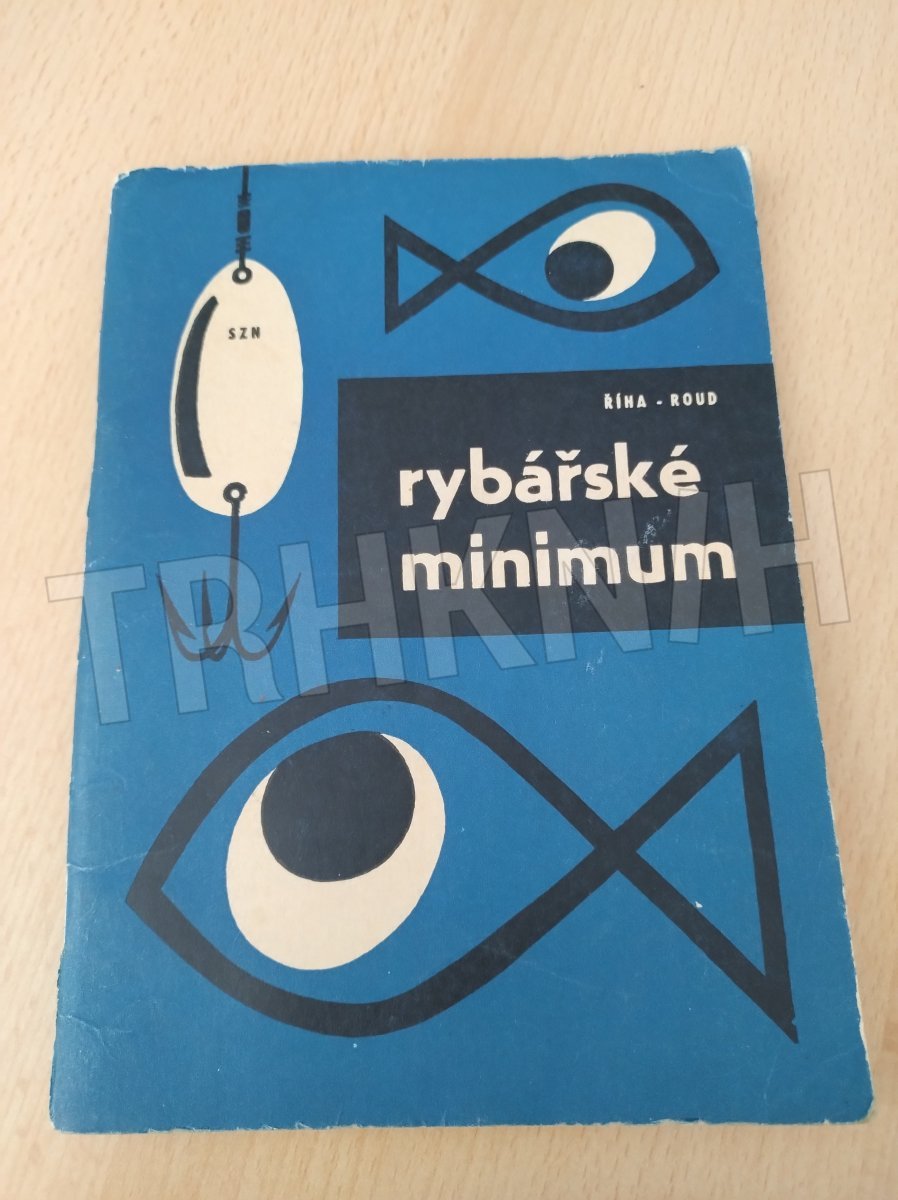 SZN
ŘÍHA - ROUD
rybářské
minimum
TRHKNIH